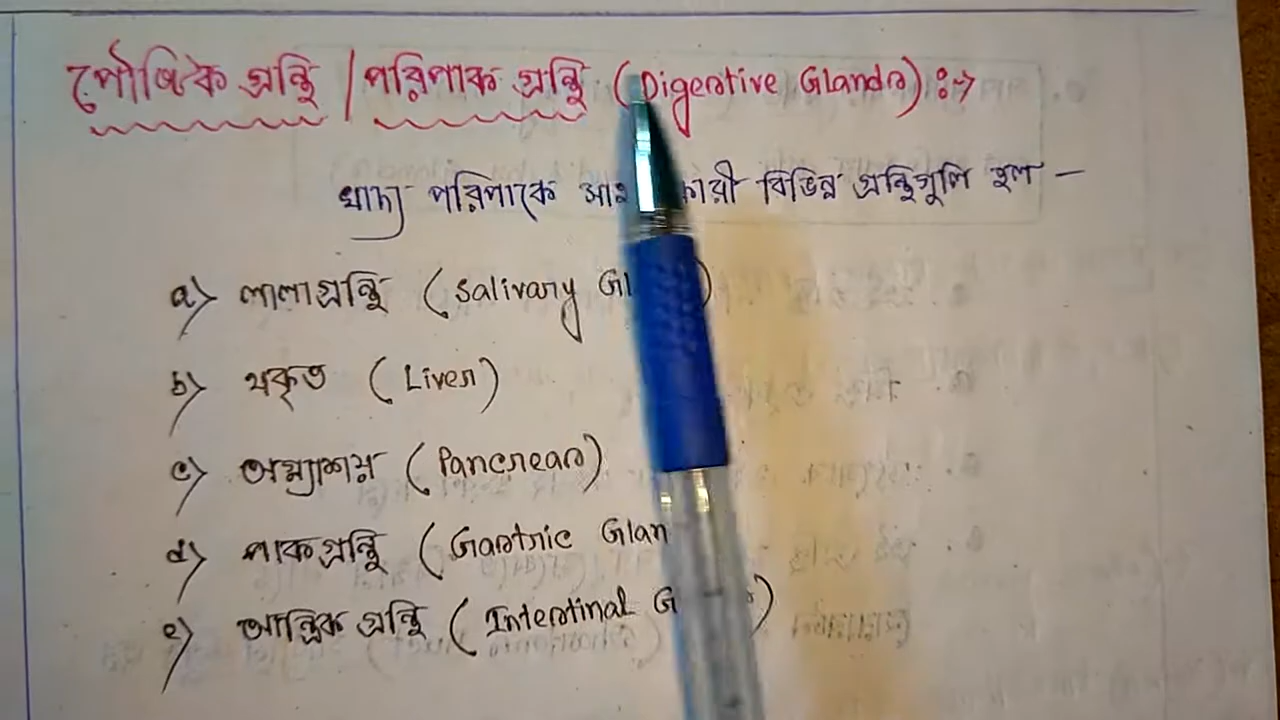 পৌষ্টিক গ্রন্থি / পরিপাক গ্রন্থি (Digestive Glands) :→
খাদ্য পরিপাকে বিভিন্ন গ্রন্থিগুলি হল —
a) লালাগ্রন্থি (Salivary
b) যকৃত (Liver)
c) অগ্ন্যাশয় (Pancreas)
d) পাকগ্রন্থি (Gastric
e) আন্ত্রিক গ্রন্থি (Intestinal